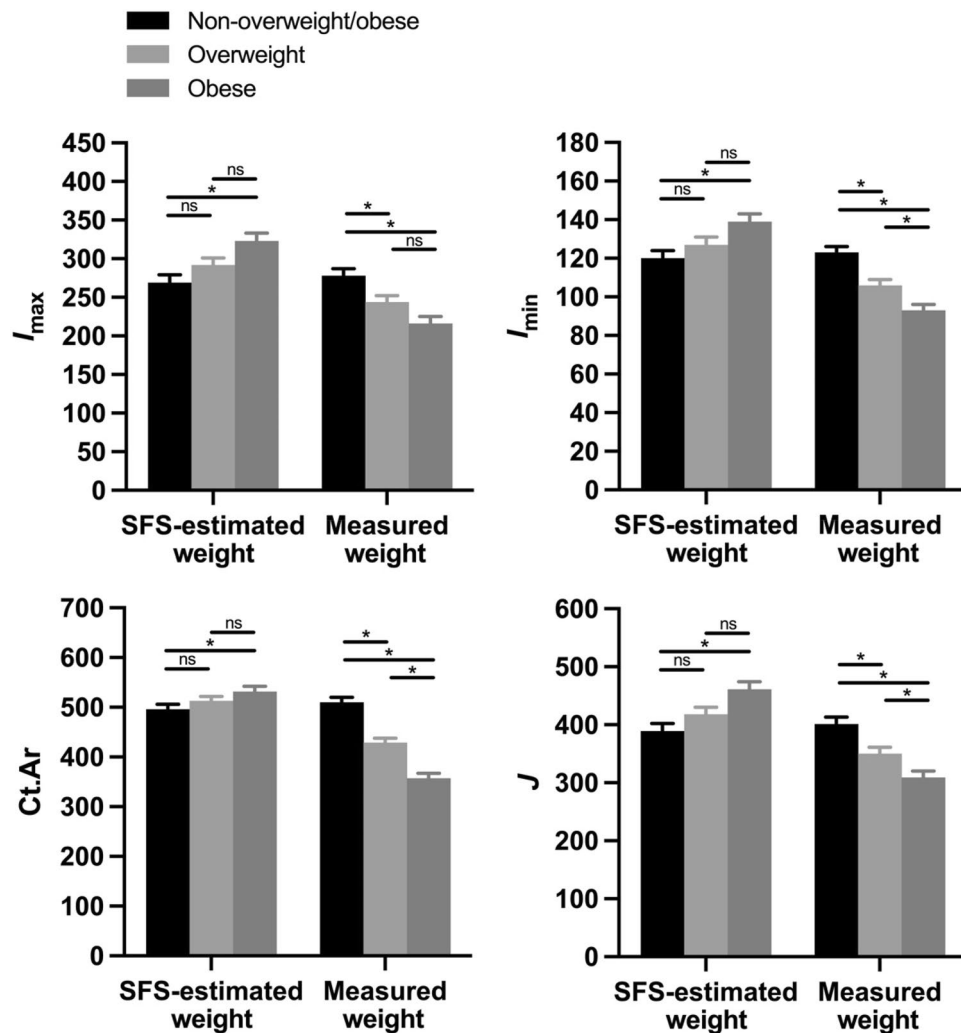 Non-overweight/obese
Overweight
Obese
450
400
350
300
250
200
150
100
50
0
Imax
ns
*
ns
*
*
ns
SFS-estimated
weight
Measured
weight
180
160
140
120
100
80
60
40
20
0
Imin
ns
*
ns
*
*
*
SFS-estimated
weight
Measured
weight
700
600
500
400
300
200
100
0
Ct.Ar
ns
*
ns
*
*
*
SFS-estimated
weight
Measured
weight
600
500
400
300
200
100
0
J
ns
*
ns
*
*
*
SFS-estimated
weight
Measured
weight